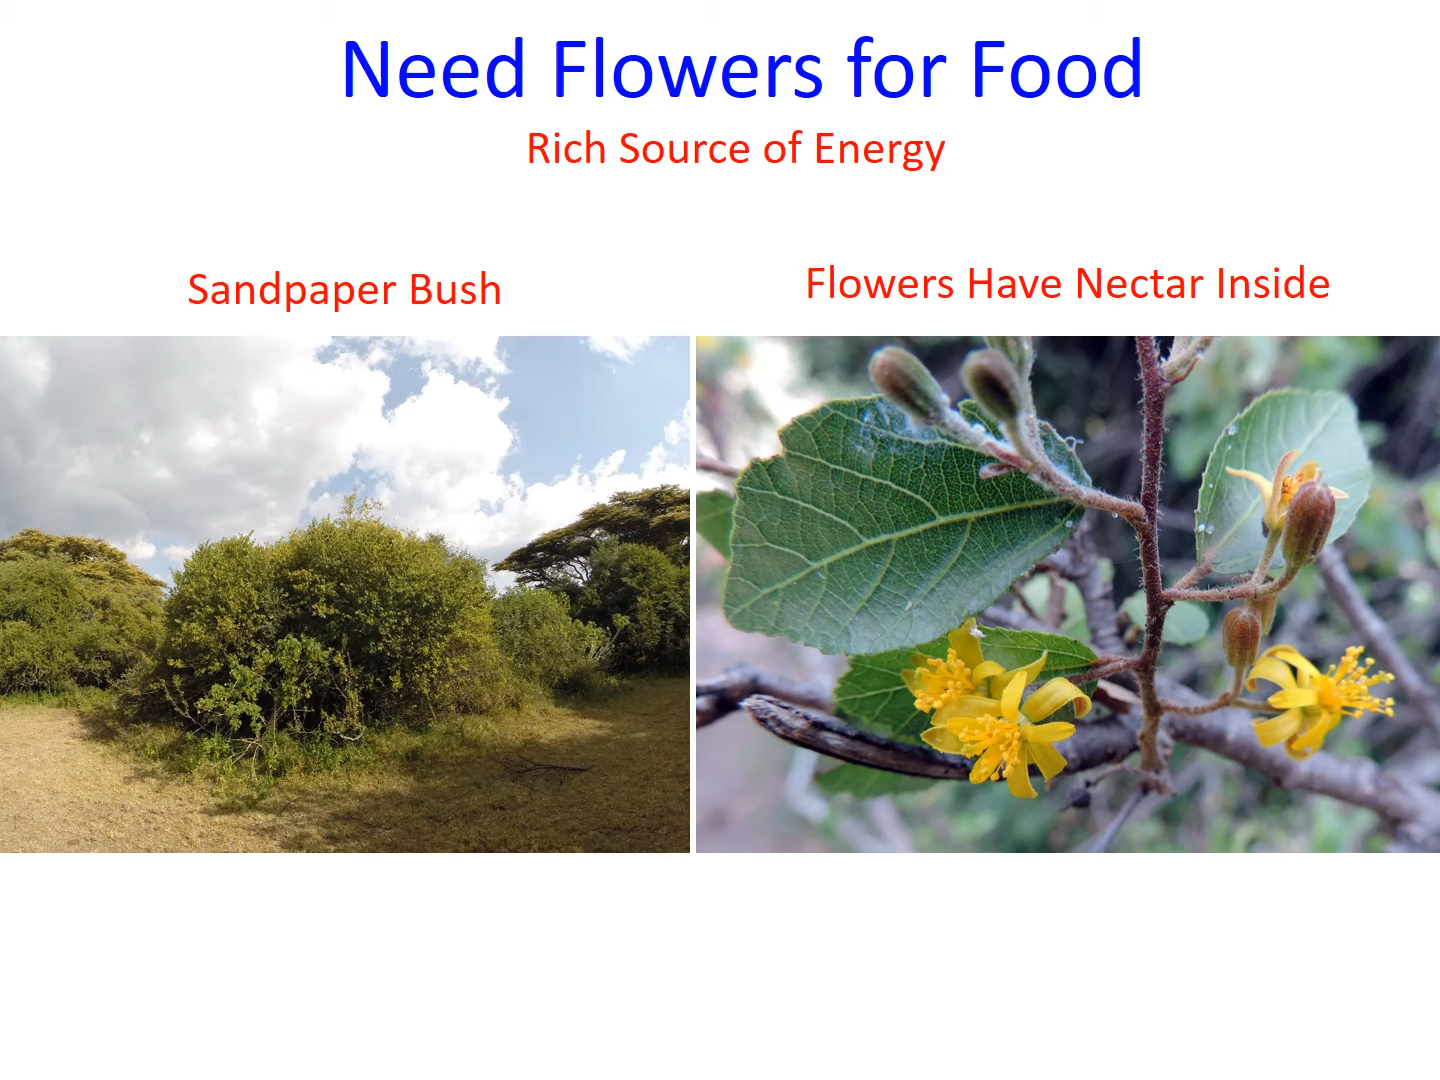 Need Flowers for Food
Rich Source of Energy
Sandpaper Bush
Flowers Have Nectar Inside